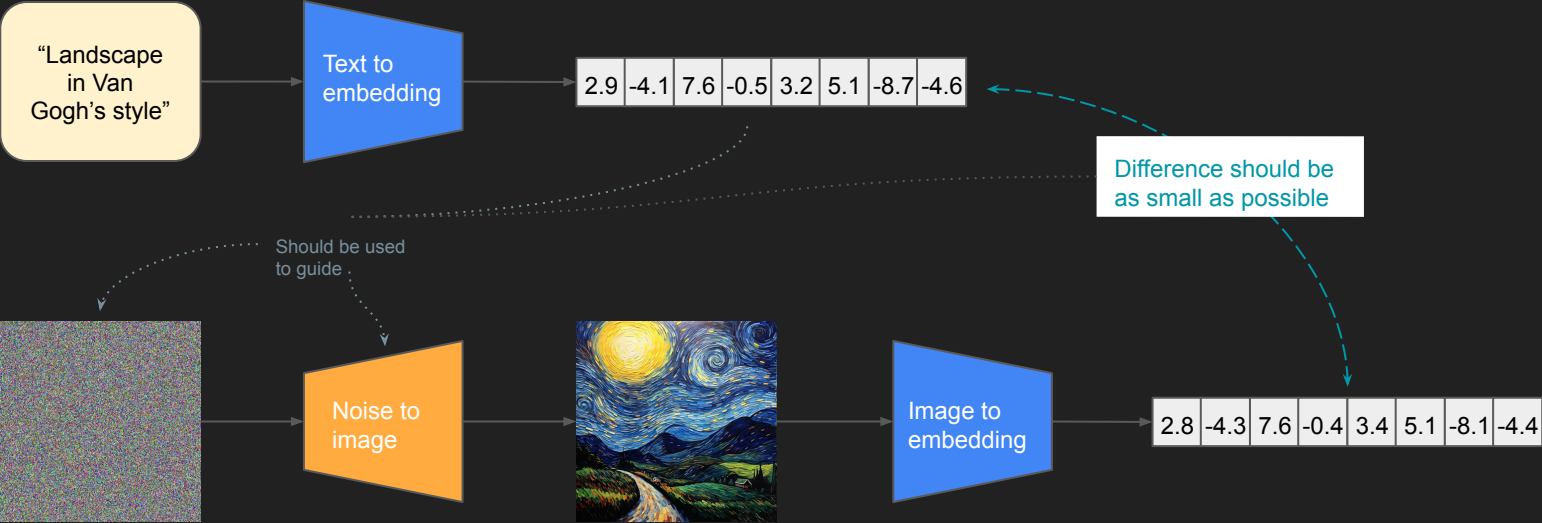 “Landscape
in Van
Gogh’s style”
Text to
embedding
2.9 -4.1 7.6 -0.5 3.2 5.1 -8.7 -4.6
Difference should be
as small as possible
Should be used
to guide
Noise to
image
Image to
embedding
2.8 -4.3 7.6 -0.4 3.4 5.1 -8.1 -4.4